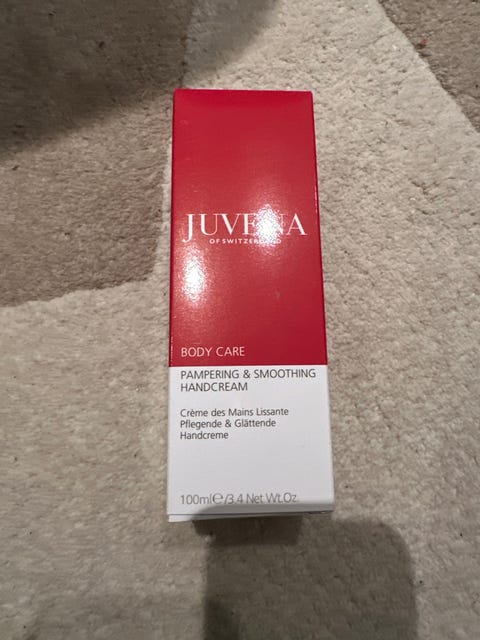 JUVENA
OF SWITZERLAND
BODY CARE
PAMPERING & SMOOTHING
HANDCREAM
Crème des Mains Lissante
Pflegende & Glättende
Handcreme
100ml℮/3.4 Net Wt.Oz.